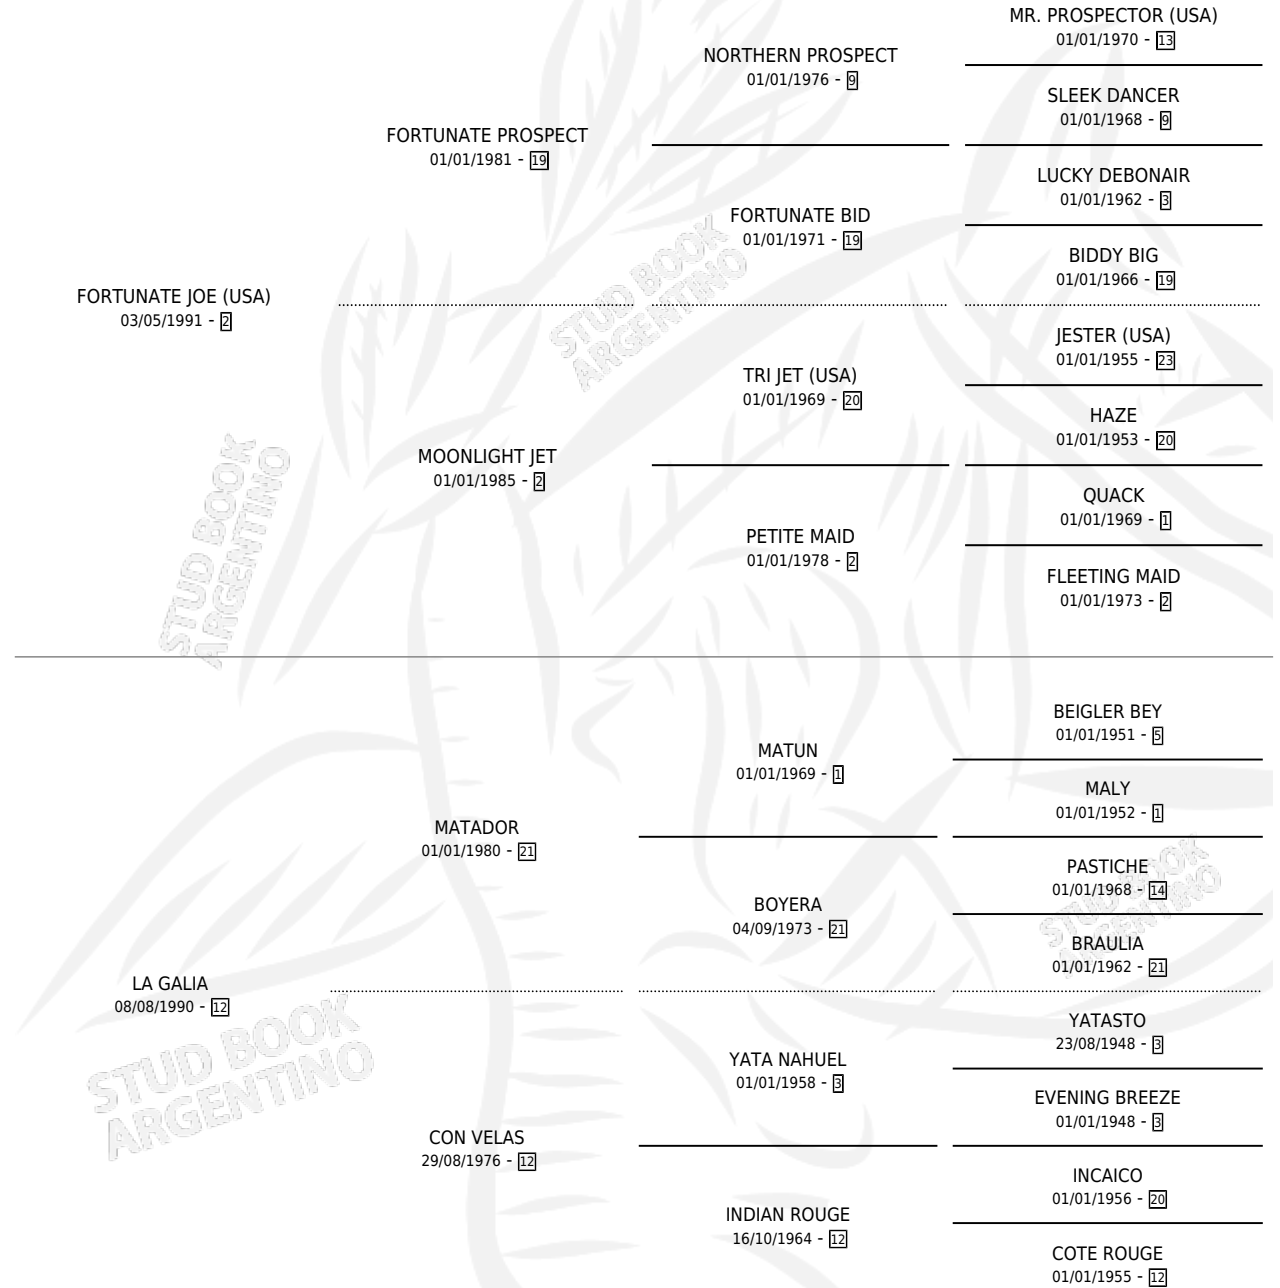 MR. PROSPECTOR (USA)
01/01/1970 - 13
NORTHERN PROSPECT
01/01/1976 - 9
SLEEK DANCER
01/01/1968 - 9
FORTUNATE PROSPECT
01/01/1981 - 19
LUCKY DEBONAIR
01/01/1962 - 3
FORTUNATE BID
01/01/1971 - 19
BIDDY BIG
01/01/1966 - 19
FORTUNATE JOE (USA)
03/05/1991 - 2
JESTER (USA)
01/01/1955 - 23
TRI JET (USA)
01/01/1969 - 20
HAZE
01/01/1953 - 20
MOONLIGHT JET
01/01/1985 - 2
QUACK
01/01/1969 - 1
PETITE MAID
01/01/1978 - 2
FLEETING MAID
01/01/1973 - 2
BEIGLER BEY
01/01/1951 - 5
MATUN
01/01/1969 - 1
MALY
01/01/1952 - 1
MATADOR
01/01/1980 - 21
PASTICHE
01/01/1968 - 14
BOYERA
04/09/1973 - 21
BRAULIA
01/01/1962 - 21
LA GALIA
08/08/1990 - 12
YATASTO
23/08/1948 - 3
YATA NAHUEL
01/01/1958 - 3
EVENING BREEZE
01/01/1948 - 3
CON VELAS
29/08/1976 - 12
INCAICO
01/01/1956 - 20
INDIAN ROUGE
16/10/1964 - 12
COTE ROUGE
01/01/1955 - 12
STUD BOOK
ARGENTINO
STUD BOOK
ARGENTINO
STUD BOOK
ARGENTINO
STUD BOOK
ARGENTINO